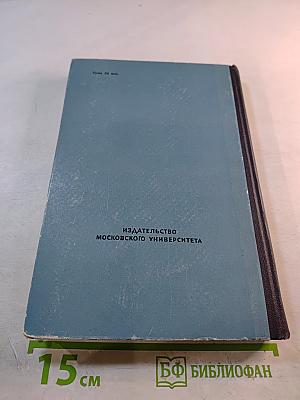 ИЗДАТЕЛЬСТВО
МОСКОВСКОГО УНИВЕРСИТЕТА
15 см
БФ БИБЛИОФАН